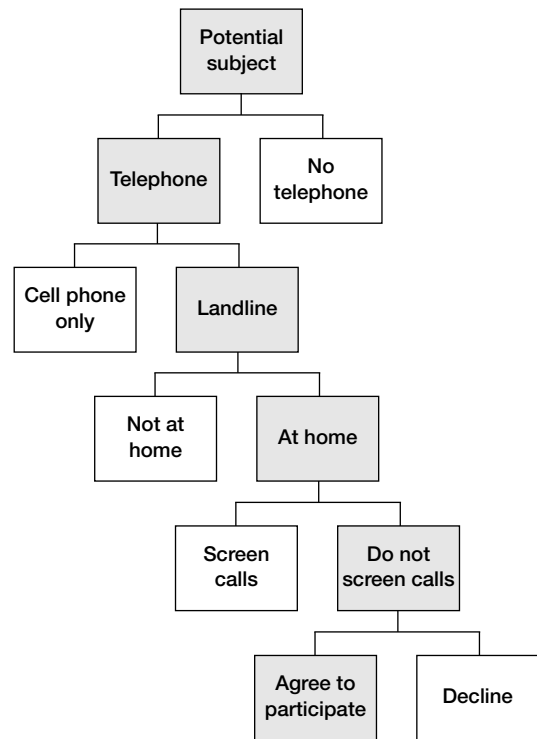 Potential
subject
Telephone
No
telephone
Cell phone
only
Landline
Not at
home
At home
Screen
calls
Do not
screen calls
Agree to
participate
Decline